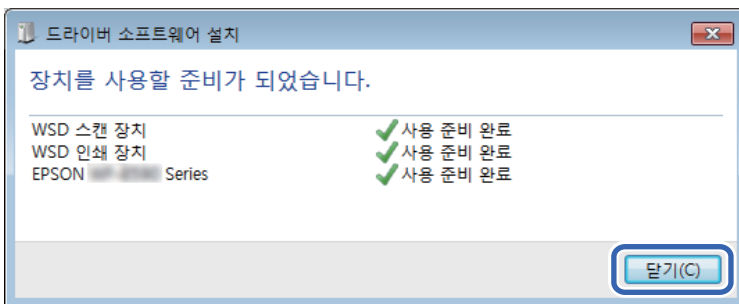 드라이버 소프트웨어 설치
장치를 사용할 준비가 되었습니다.
WSD 스캔 장치 사용 준비 완료
WSD 인쇄 장치 사용 준비 완료
EPSON Series 사용 준비 완료
닫기(C)